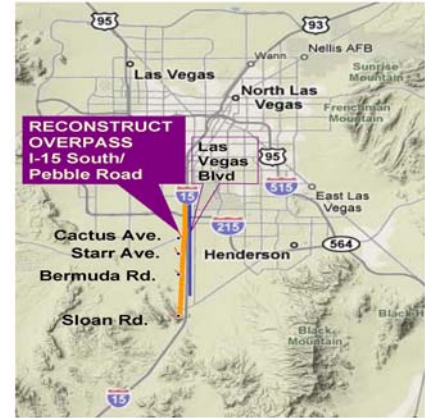 95
93
Nellis AFB
Wann
Las Vegas
Sunrise
Mountain
North Las
Vegas
Frenchman
Mountain
RECONSTRUCT
OVERPASS
I-15 South/
Pebble Road
Las
Vegas
Blvd
95
515
15
East Las
Vegas
215
Cactus Ave.
Starr Ave.
Henderson
564
Bermuda Rd.
Sloan Rd.
Black
Mountain
Black H
15